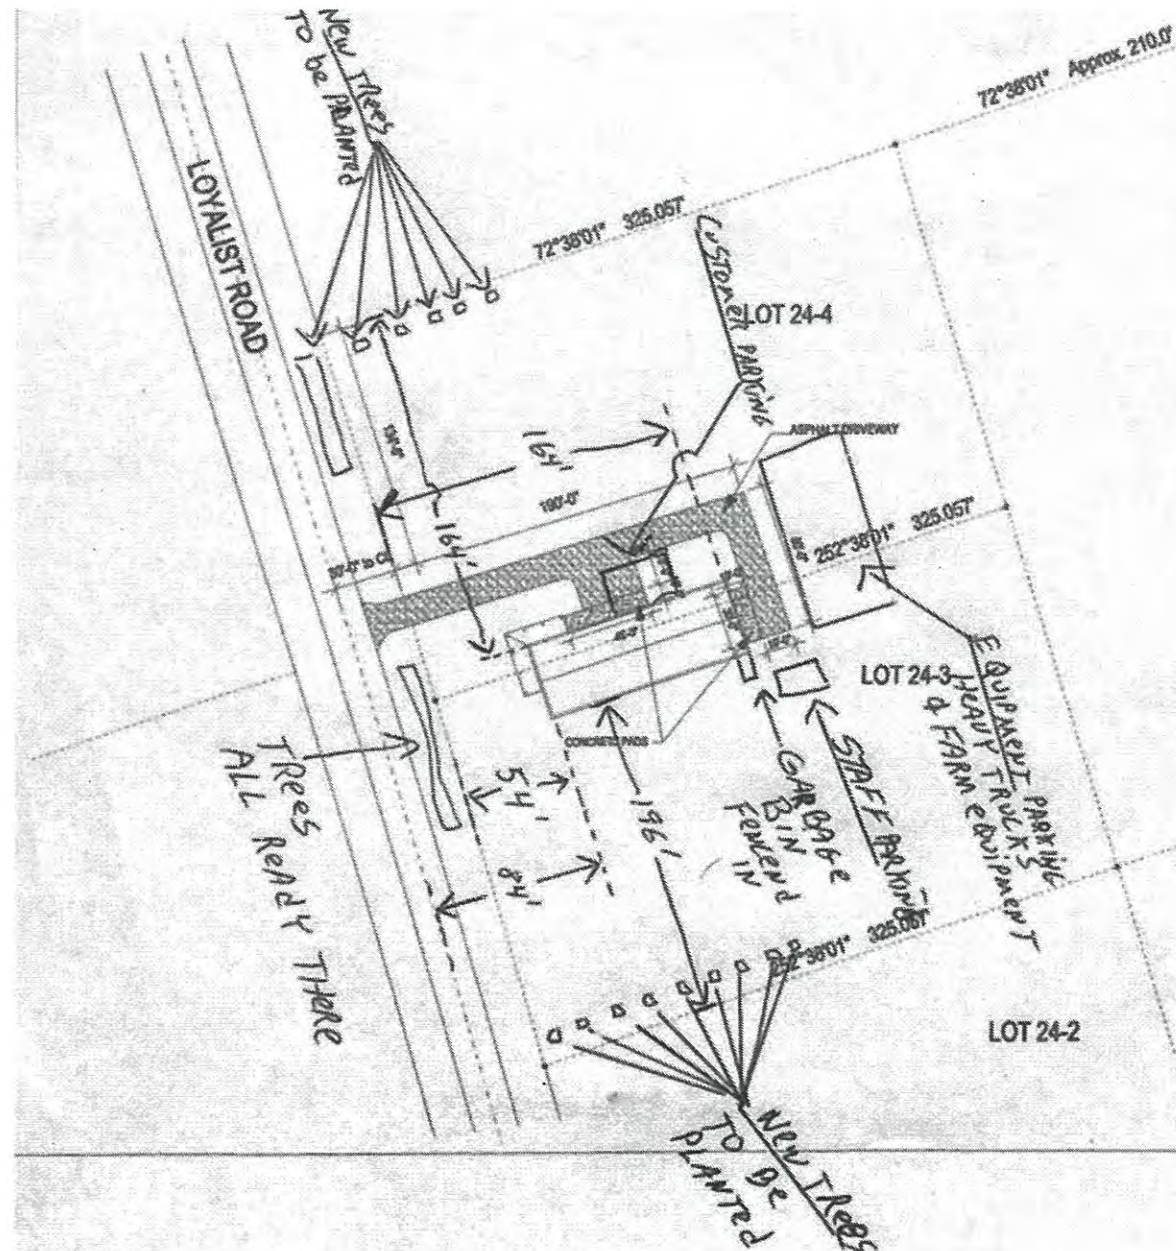 NEW TREES
TO be PLANTED
72°38'01" Approx. 210.0'
LOYALIST ROAD
72°38'01" 325.057'
CUSTOMER PARKING
LOT 24-4
ASPHALT DRIVEWAY
164'
190'-0"
164'
252°38'01" 325.057'
LOT 24-3
EQUIPMENT PARKING
HEAVY TRUCKS
& FARM EQUIPMENT
CONCRETE PADS
STAFF PARKING
GARBAGE
BIN
FENCEND
IN
TREES
ALL READY THERE
54'
84'
196'
252°38'01" 325.057'
LOT 24-2
NEW TREES
TO BE
PLANTED